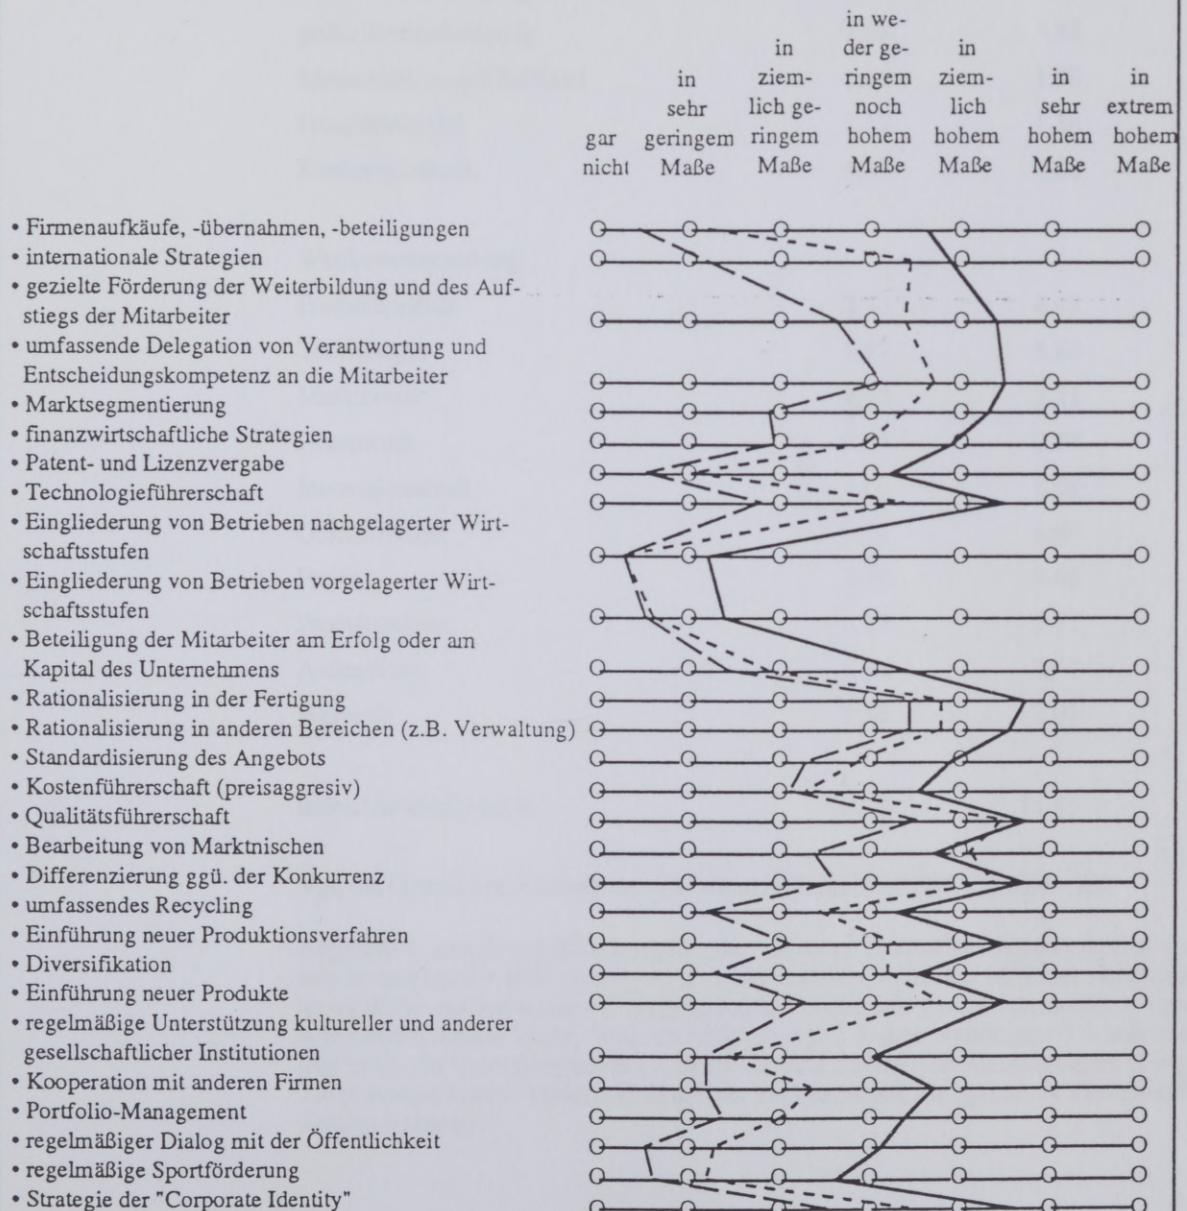 in we-
in der ge- in
in ziem- ringem ziem- in in
sehr lich ge- noch lich sehr extrem
gar geringem ringem hohem hohem hohem hohem
nicht Maße Maße Maße Maße Maße Maße
• Firmenaufkäufe, -übernahmen, -beteiligungen
• internationale Strategien
• gezielte Förderung der Weiterbildung und des Auf-
stiegs der Mitarbeiter
• umfassende Delegation von Verantwortung und
Entscheidungskompetenz an die Mitarbeiter
• Marktsegmentierung
• finanzwirtschaftliche Strategien
• Patent- und Lizenzvergabe
• Technologieführerschaft
• Eingliederung von Betrieben nachgelagerter Wirt-
schaftsstufen
• Eingliederung von Betrieben vorgelagerter Wirt-
schaftsstufen
• Beteiligung der Mitarbeiter am Erfolg oder am
Kapital des Unternehmens
• Rationalisierung in der Fertigung
• Rationalisierung in anderen Bereichen (z.B. Verwaltung)
• Standardisierung des Angebots
• Kostenführerschaft (preisaggresiv)
• Qualitätsführerschaft
• Bearbeitung von Marktnischen
• Differenzierung ggü. der Konkurrenz
• umfassendes Recycling
• Einführung neuer Produktionsverfahren
• Diversifikation
• Einführung neuer Produkte
• regelmäßige Unterstützung kultureller und anderer
gesellschaftlicher Institutionen
• Kooperation mit anderen Firmen
• Portfolio-Management
• regelmäßiger Dialog mit der Öffentlichkeit
• regelmäßige Sportförderung
• Strategie der "Corporate Identity"